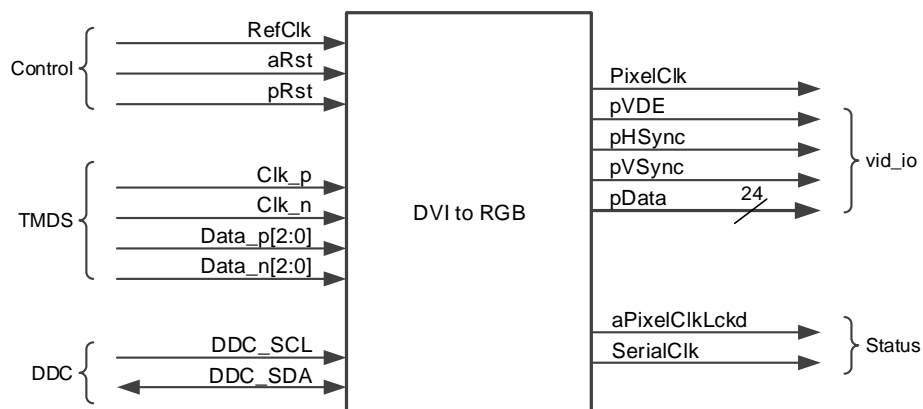 Control
RefClk
aRst
pRst
TMDS
Clk_p
Clk_n
Data_p[2:0]
Data_n[2:0]
DDC
DDC_SCL
DDC_SDA
DVI to RGB
PixelClk
pVDE
pHSync
pVSync
pData
24
vid_io
aPixelClkLckd
SerialClk
Status